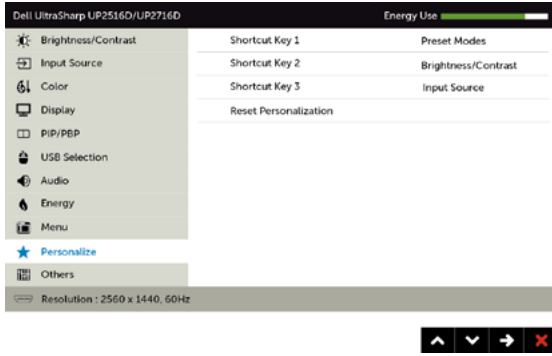 Dell UltraSharp UP2516D/UP2716D Energy Use
Brightness/Contrast Shortcut Key 1 Preset Modes
Input Source Shortcut Key 2 Brightness/Contrast
Color Shortcut Key 3 Input Source
Display Reset Personalization
PIP/PBP
USB Selection
Audio
Energy
Menu
Personalize
Others
Resolution : 2560 x 1440, 60Hz